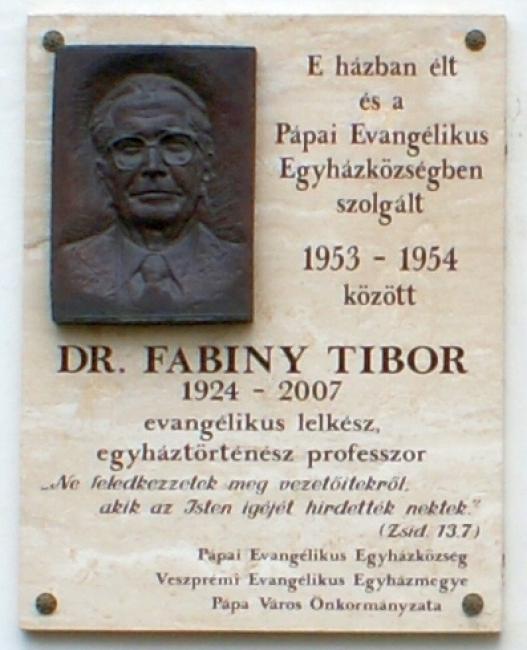 E házban élt
és a
Pápai Evangélikus
Egyházközségben
szolgált
1953 - 1954
között
DR. FABINY TIBOR
1924 - 2007
evangélikus lelkész,
egyháztörténész professzor
„Ne feledkezzetek meg vezetőitekről,
akik az Isten igéjét hirdették nektek."
(Zsid. 13.7)
Pápai Evangélikus Egyházközség
Veszprémi Evangélikus Egyházmegye
Pápa Város Önkormányzata